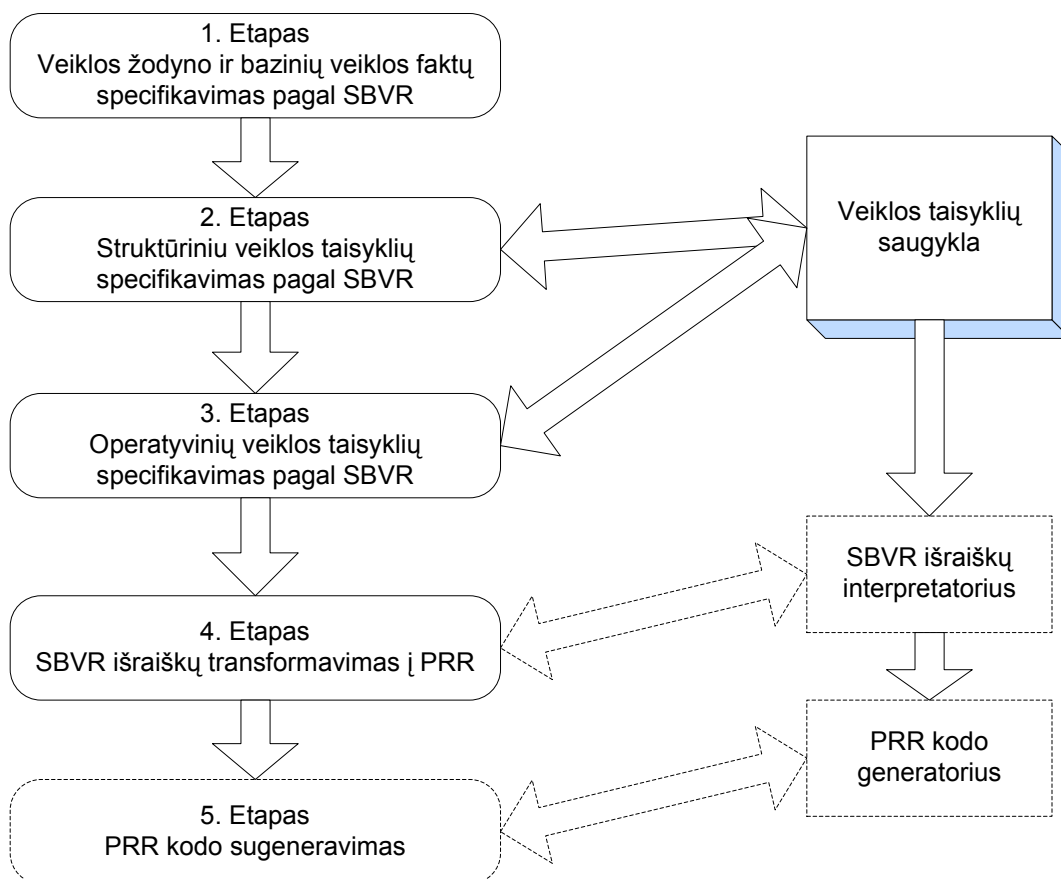 1. Etapas
Veiklos žodyno ir bazinių veiklos faktų
specifikavimas pagal SBVR
2. Etapas
Struktūriniu veiklos taisyklių
specifikavimas pagal SBVR
3. Etapas
Operatyvinių veiklos taisyklių
specifikavimas pagal SBVR
4. Etapas
SBVR išraiškų transformavimas į PRR
5. Etapas
PRR kodo sugeneravimas
Veiklos taisyklių
saugykla
SBVR išraiškų
interpretatorius
PRR kodo
generatorius